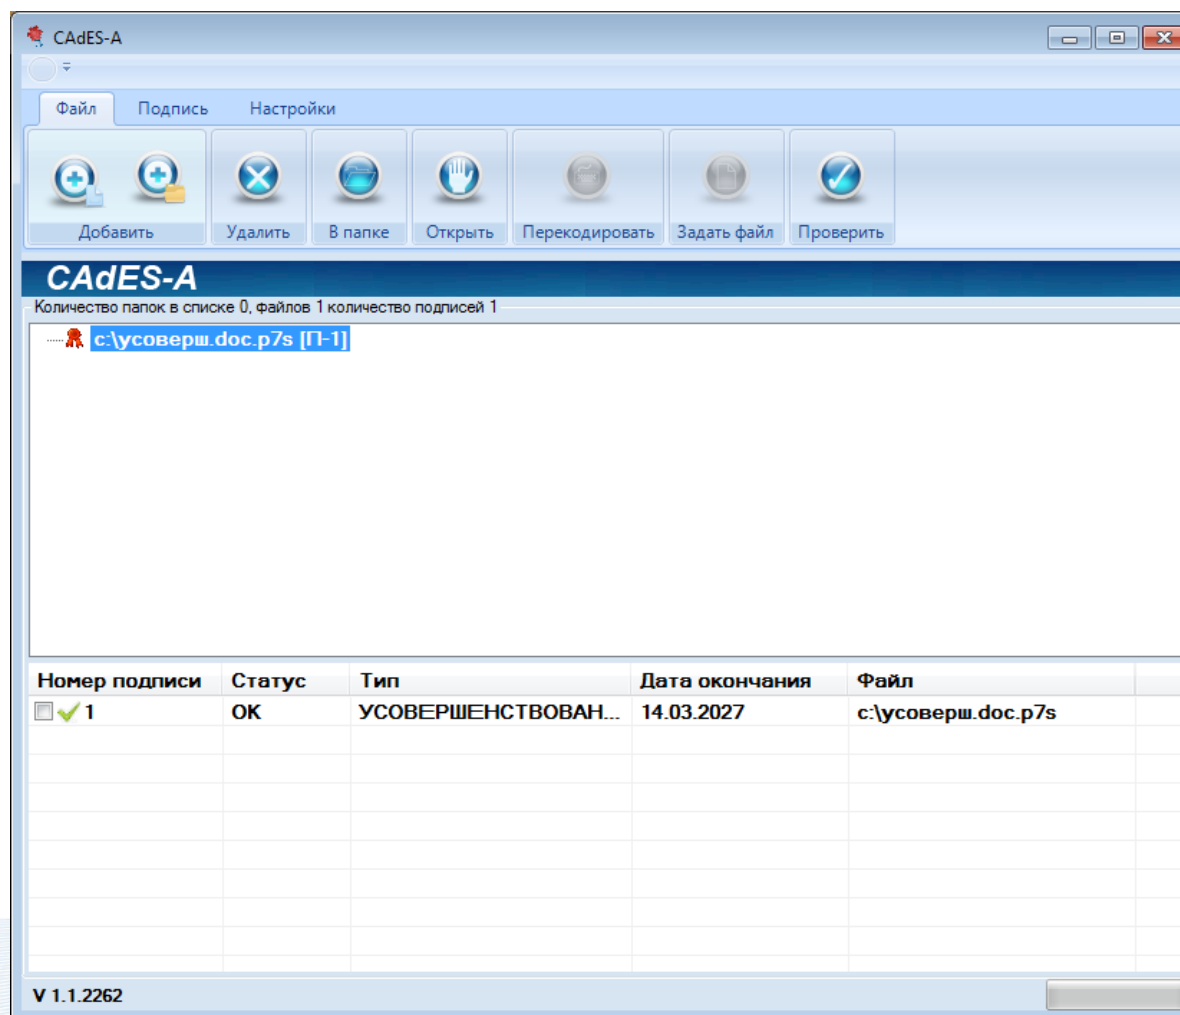 CAdES-A
Файл Подпись Настройки
Добавить Удалить В папке Открыть Перекодировать Задать файл Проверить
CAdES-A
Количество папок в списке 0, файлов 1 количество подписей 1
c:\усоверш.doc.p7s [П-1]
Номер подписи Статус Тип Дата окончания Файл
1 OK УСОВЕРШЕНСТВОВАН... 14.03.2027 c:\усоверш.doc.p7s
V 1.1.2262